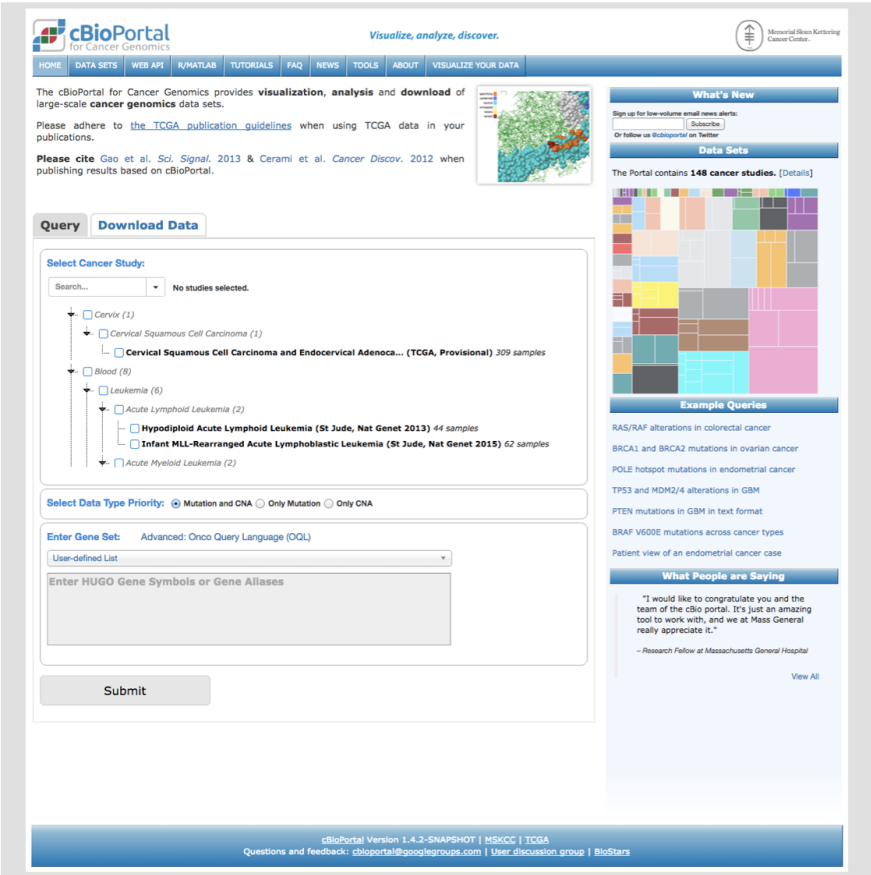 cBioPortal
for Cancer Genomics
Visualize, analyze, discover.
Memorial Sloan Kettering
Cancer Center.
HOME DATA SETS WEB API R/MATLAB TUTORIALS FAQ NEWS TOOLS ABOUT VISUALIZE YOUR DATA
The cBioPortal for Cancer Genomics provides visualization, analysis and download of
large-scale cancer genomics data sets.
Please adhere to the TCGA publication guidelines when using TCGA data in your
publications.
Please cite Gao et al. Sci. Signal. 2013 & Cerami et al. Cancer Discov. 2012 when
publishing results based on cBioPortal.
Query Download Data
Select Cancer Study:
Search...
No studies selected.
Cervix (1)
Cervical Squamous Cell Carcinoma (1)
Cervical Squamous Cell Carcinoma and Endocervical Adenoca... (TCGA, Provisional) 309 samples
Blood (8)
Leukemia (6)
Acute Lymphoid Leukemia (2)
Hypodiploid Acute Lymphoid Leukemia (St Jude, Nat Genet 2013) 44 samples
Infant MLL-Rearranged Acute Lymphoblastic Leukemia (St Jude, Nat Genet 2015) 62 samples
Acute Myeloid Leukemia (2)
Select Data Type Priority: Mutation and CNA Only Mutation Only CNA
Enter Gene Set: Advanced: Onco Query Language (OQL)
User-defined List
Enter HUGO Gene Symbols or Gene Aliases
Submit
What's New
Sign up for low-volume email news alerts:
Subscribe
Or follow us @cbioportal on Twitter
Data Sets
The Portal contains 148 cancer studies. [Details]
Example Queries
RAS/RAF alterations in colorectal cancer
BRCA1 and BRCA2 mutations in ovarian cancer
POLE hotspot mutations in endometrial cancer
TP53 and MDM2/4 alterations in GBM
PTEN mutations in GBM in text format
BRAF V600E mutations across cancer types
Patient view of an endometrial cancer case
What People are Saying
"I would like to congratulate you and the
team of the cBio portal. It's just an amazing
tool to work with, and we at Mass General
really appreciate it."
– Research Fellow at Massachusetts General Hospital
View All
cBioPortal Version 1.4.2-SNAPSHOT | MSKCC | TCGA
Questions and feedback: cbioportal@googlegroups.com | User discussion group | BioStars